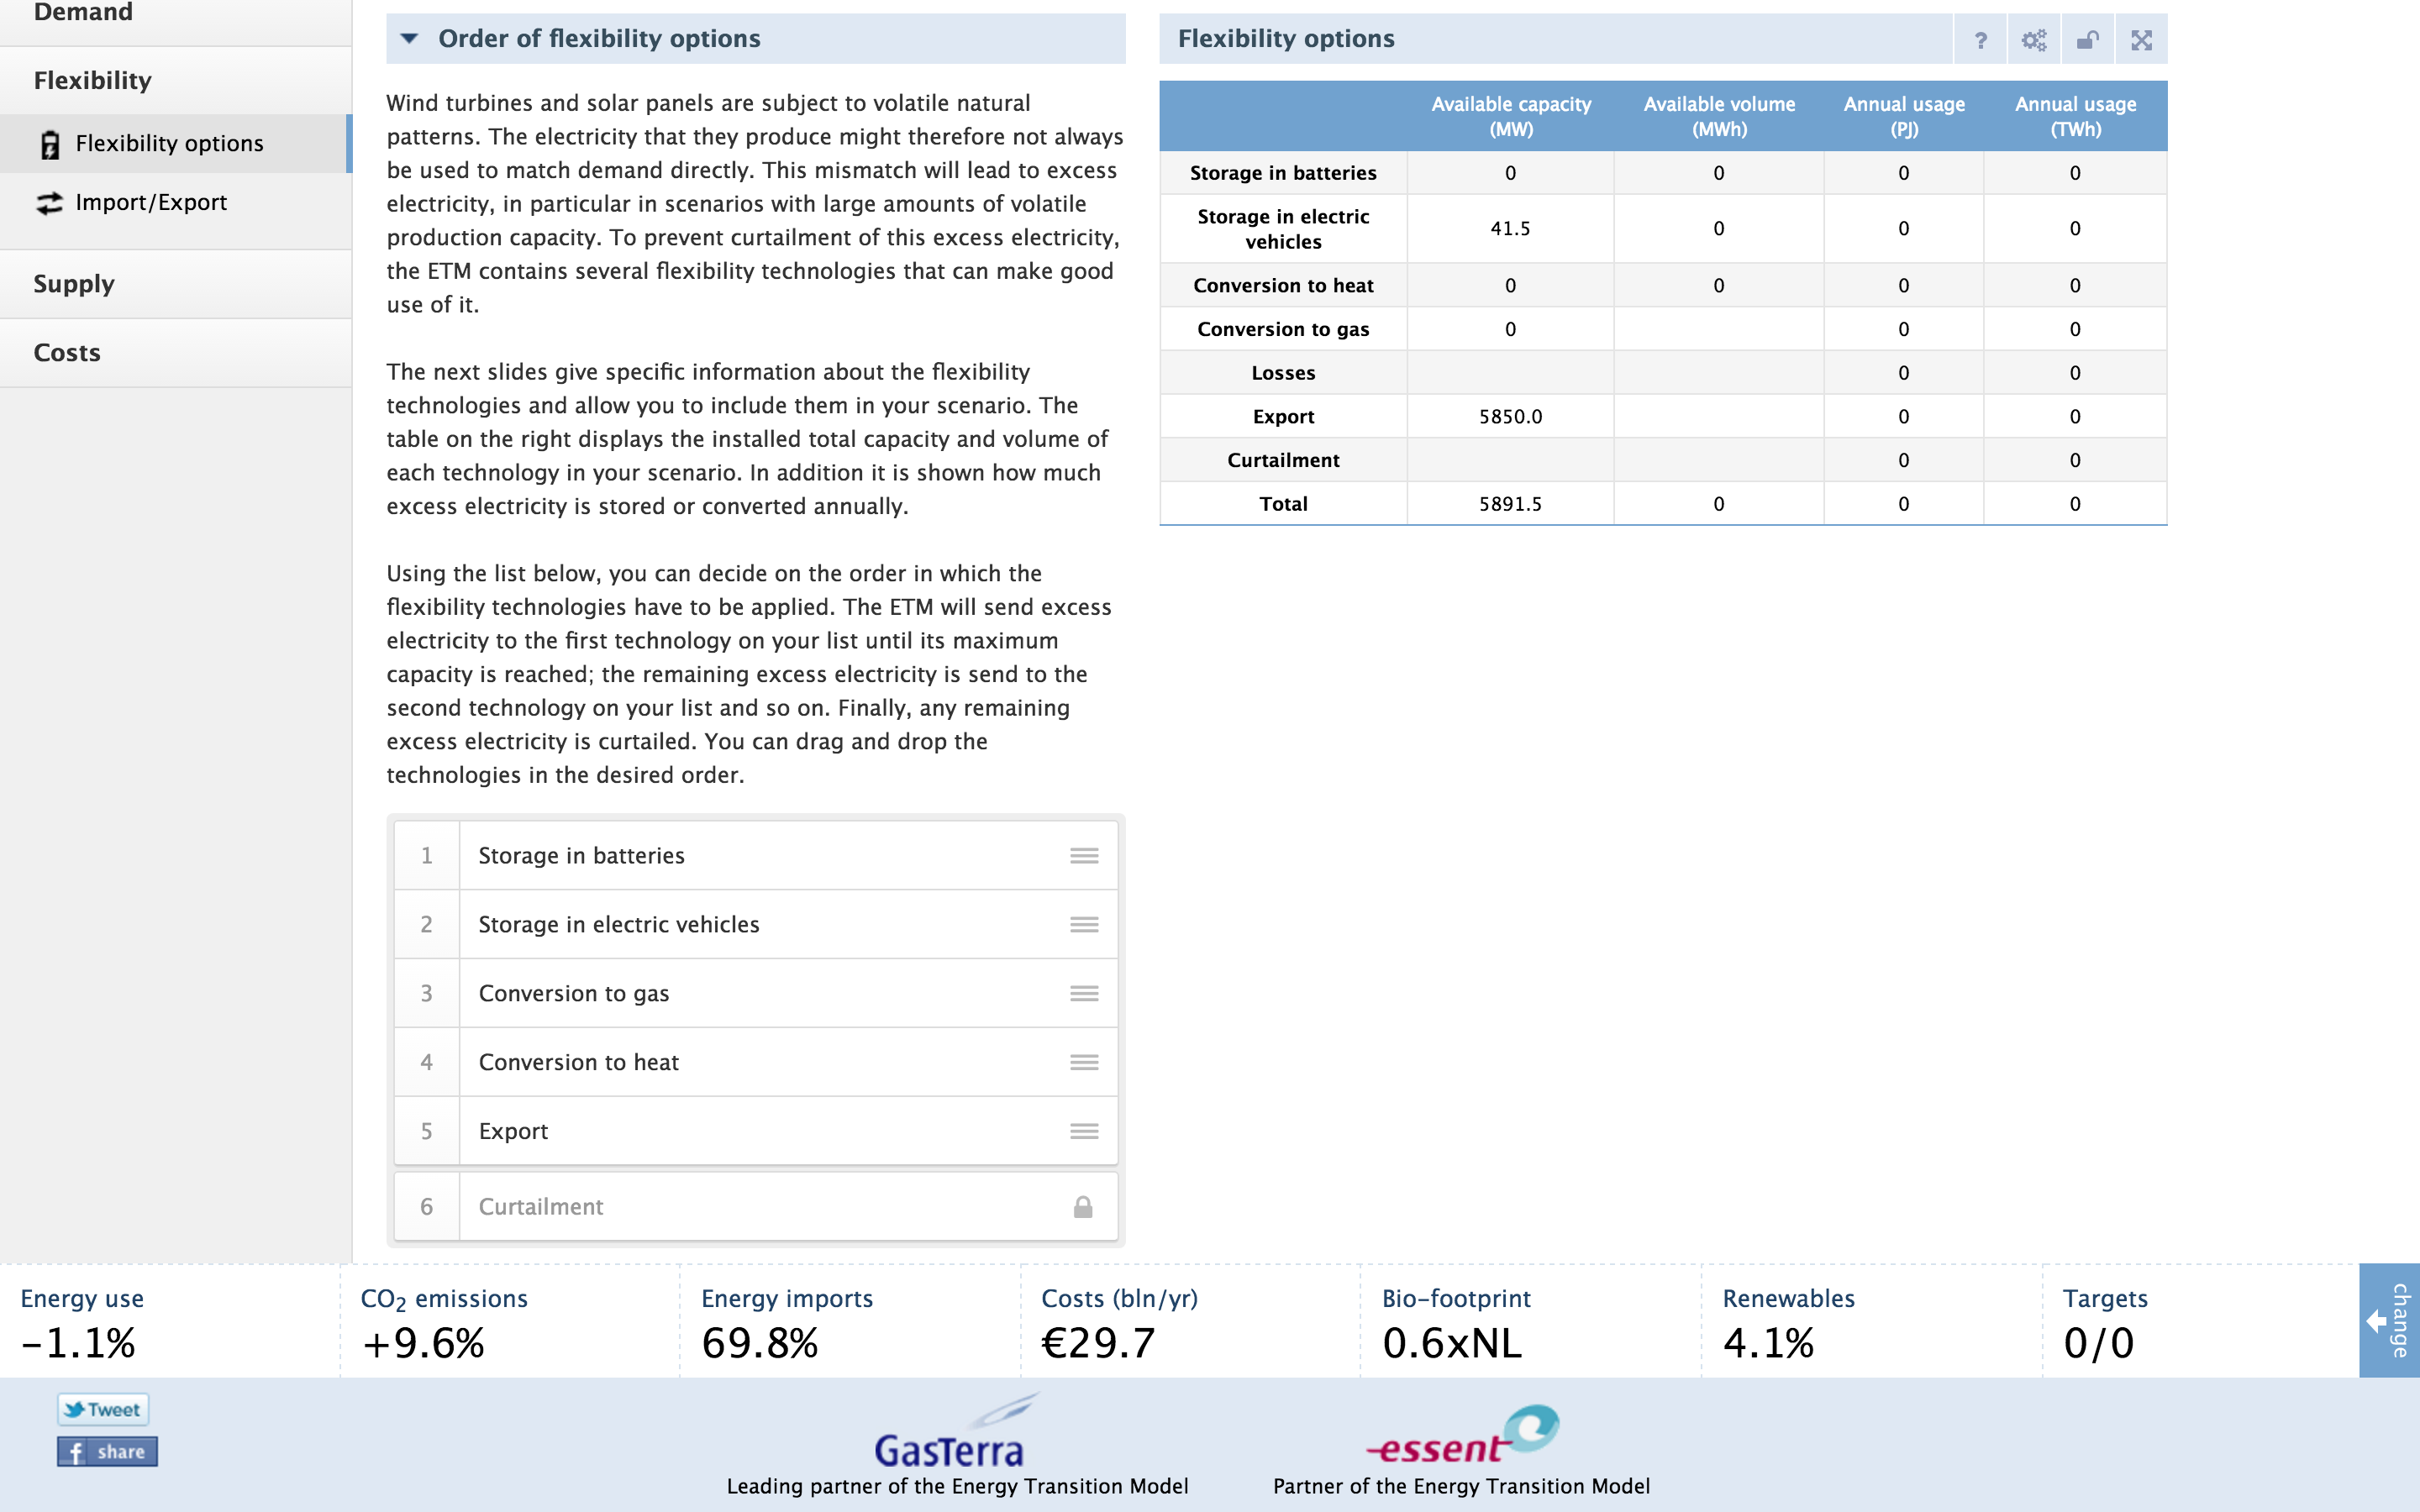 Demand
Flexibility
Flexibility options
Import/Export
Supply
Costs
Order of flexibility options
Wind turbines and solar panels are subject to volatile natural
patterns. The electricity that they produce might therefore not always
be used to match demand directly. This mismatch will lead to excess
electricity, in particular in scenarios with large amounts of volatile
production capacity. To prevent curtailment of this excess electricity,
the ETM contains several flexibility technologies that can make good
use of it.
The next slides give specific information about the flexibility
technologies and allow you to include them in your scenario. The
table on the right displays the installed total capacity and volume of
each technology in your scenario. In addition it is shown how much
excess electricity is stored or converted annually.
Using the list below, you can decide on the order in which the
flexibility technologies have to be applied. The ETM will send excess
electricity to the first technology on your list until its maximum
capacity is reached; the remaining excess electricity is send to the
second technology on your list and so on. Finally, any remaining
excess electricity is curtailed. You can drag and drop the
technologies in the desired order.
1 Storage in batteries
2 Storage in electric vehicles
3 Conversion to gas
4 Conversion to heat
5 Export
6 Curtailment
Flexibility options ?
Available capacity Available volume Annual usage Annual usage
(MW) (MWh) (PJ) (TWh)
Storage in batteries 0 0 0 0
Storage in electric
vehicles 41.5 0 0 0
Conversion to heat 0 0 0 0
Conversion to gas 0 0 0
Losses 0 0
Export 5850.0 0 0
Curtailment 0 0
Total 5891.5 0 0 0
Energy use CO2 emissions Energy imports Costs (bln/yr) Bio-footprint Renewables Targets
-1.1% +9.6% 69.8% €29.7 0.6xNL 4.1% 0/0
change
Tweet
f share
GasTerra
Leading partner of the Energy Transition Model
essent
Partner of the Energy Transition Model